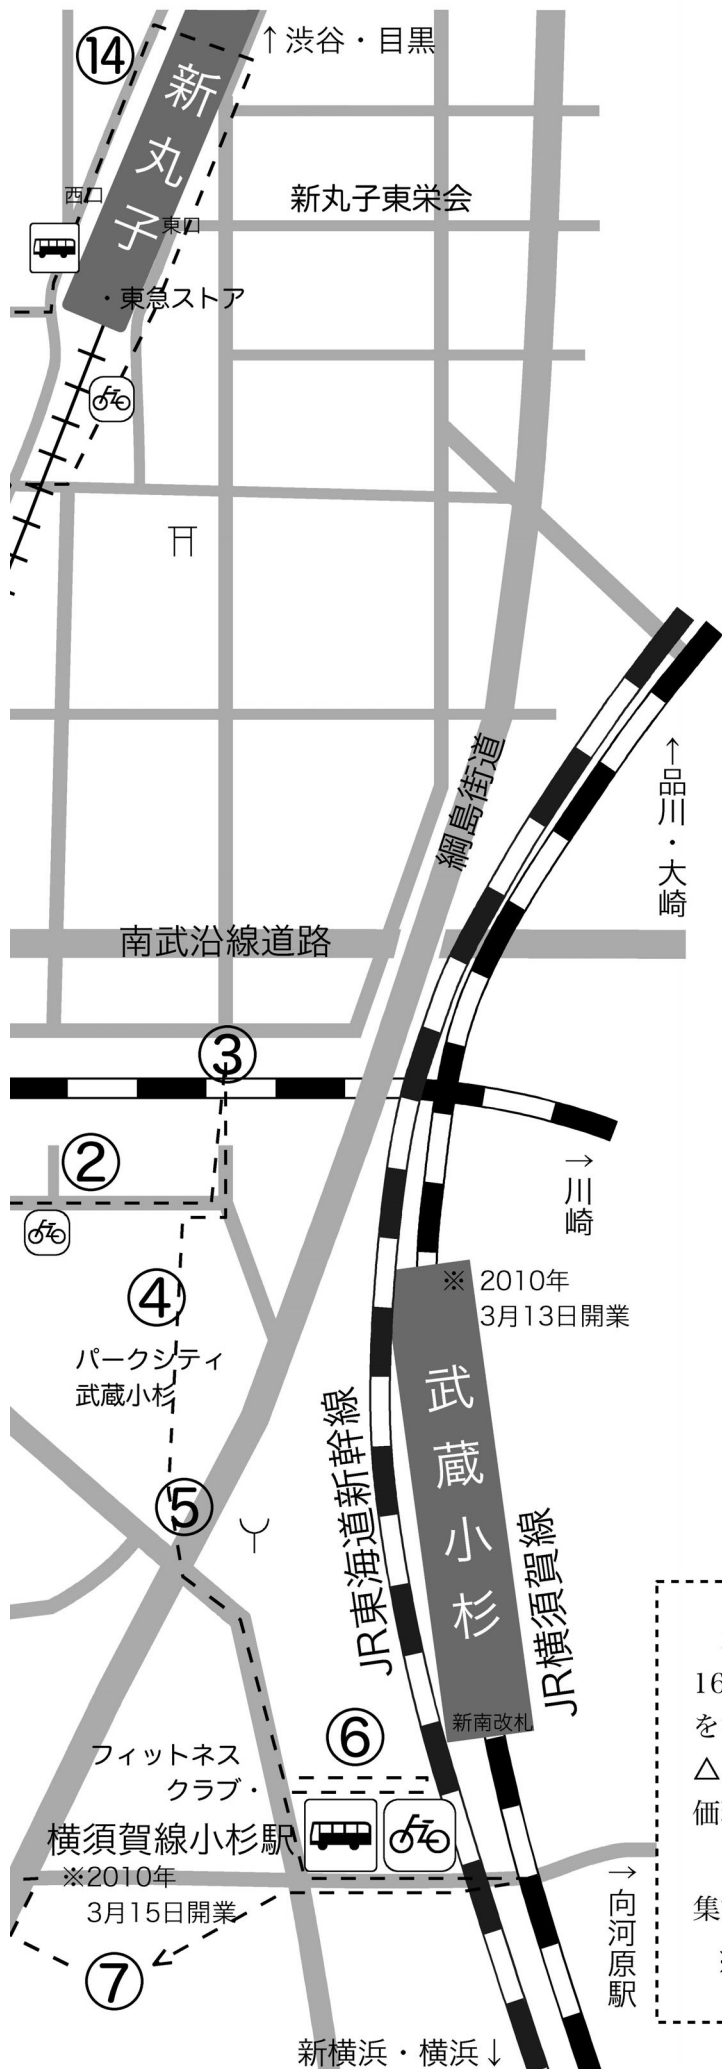 ⑭
↑渋谷・目黒
新丸子
西口
東口
新丸子東栄会
・東急ストア
綱島街道
↑品川・大崎
南武沿線道路
③
②
→川崎
④
※ 2010年
3月13日開業
パークシティ
武蔵小杉
武蔵小杉
⑤
JR東海道新幹線
JR横須賀線
新南改札
⑥
フィットネス
クラブ・
横須賀線小杉駅
※2010年
3月15日開業
→向河原駅
⑦
新横浜・横浜↓
16
を
△
価
集